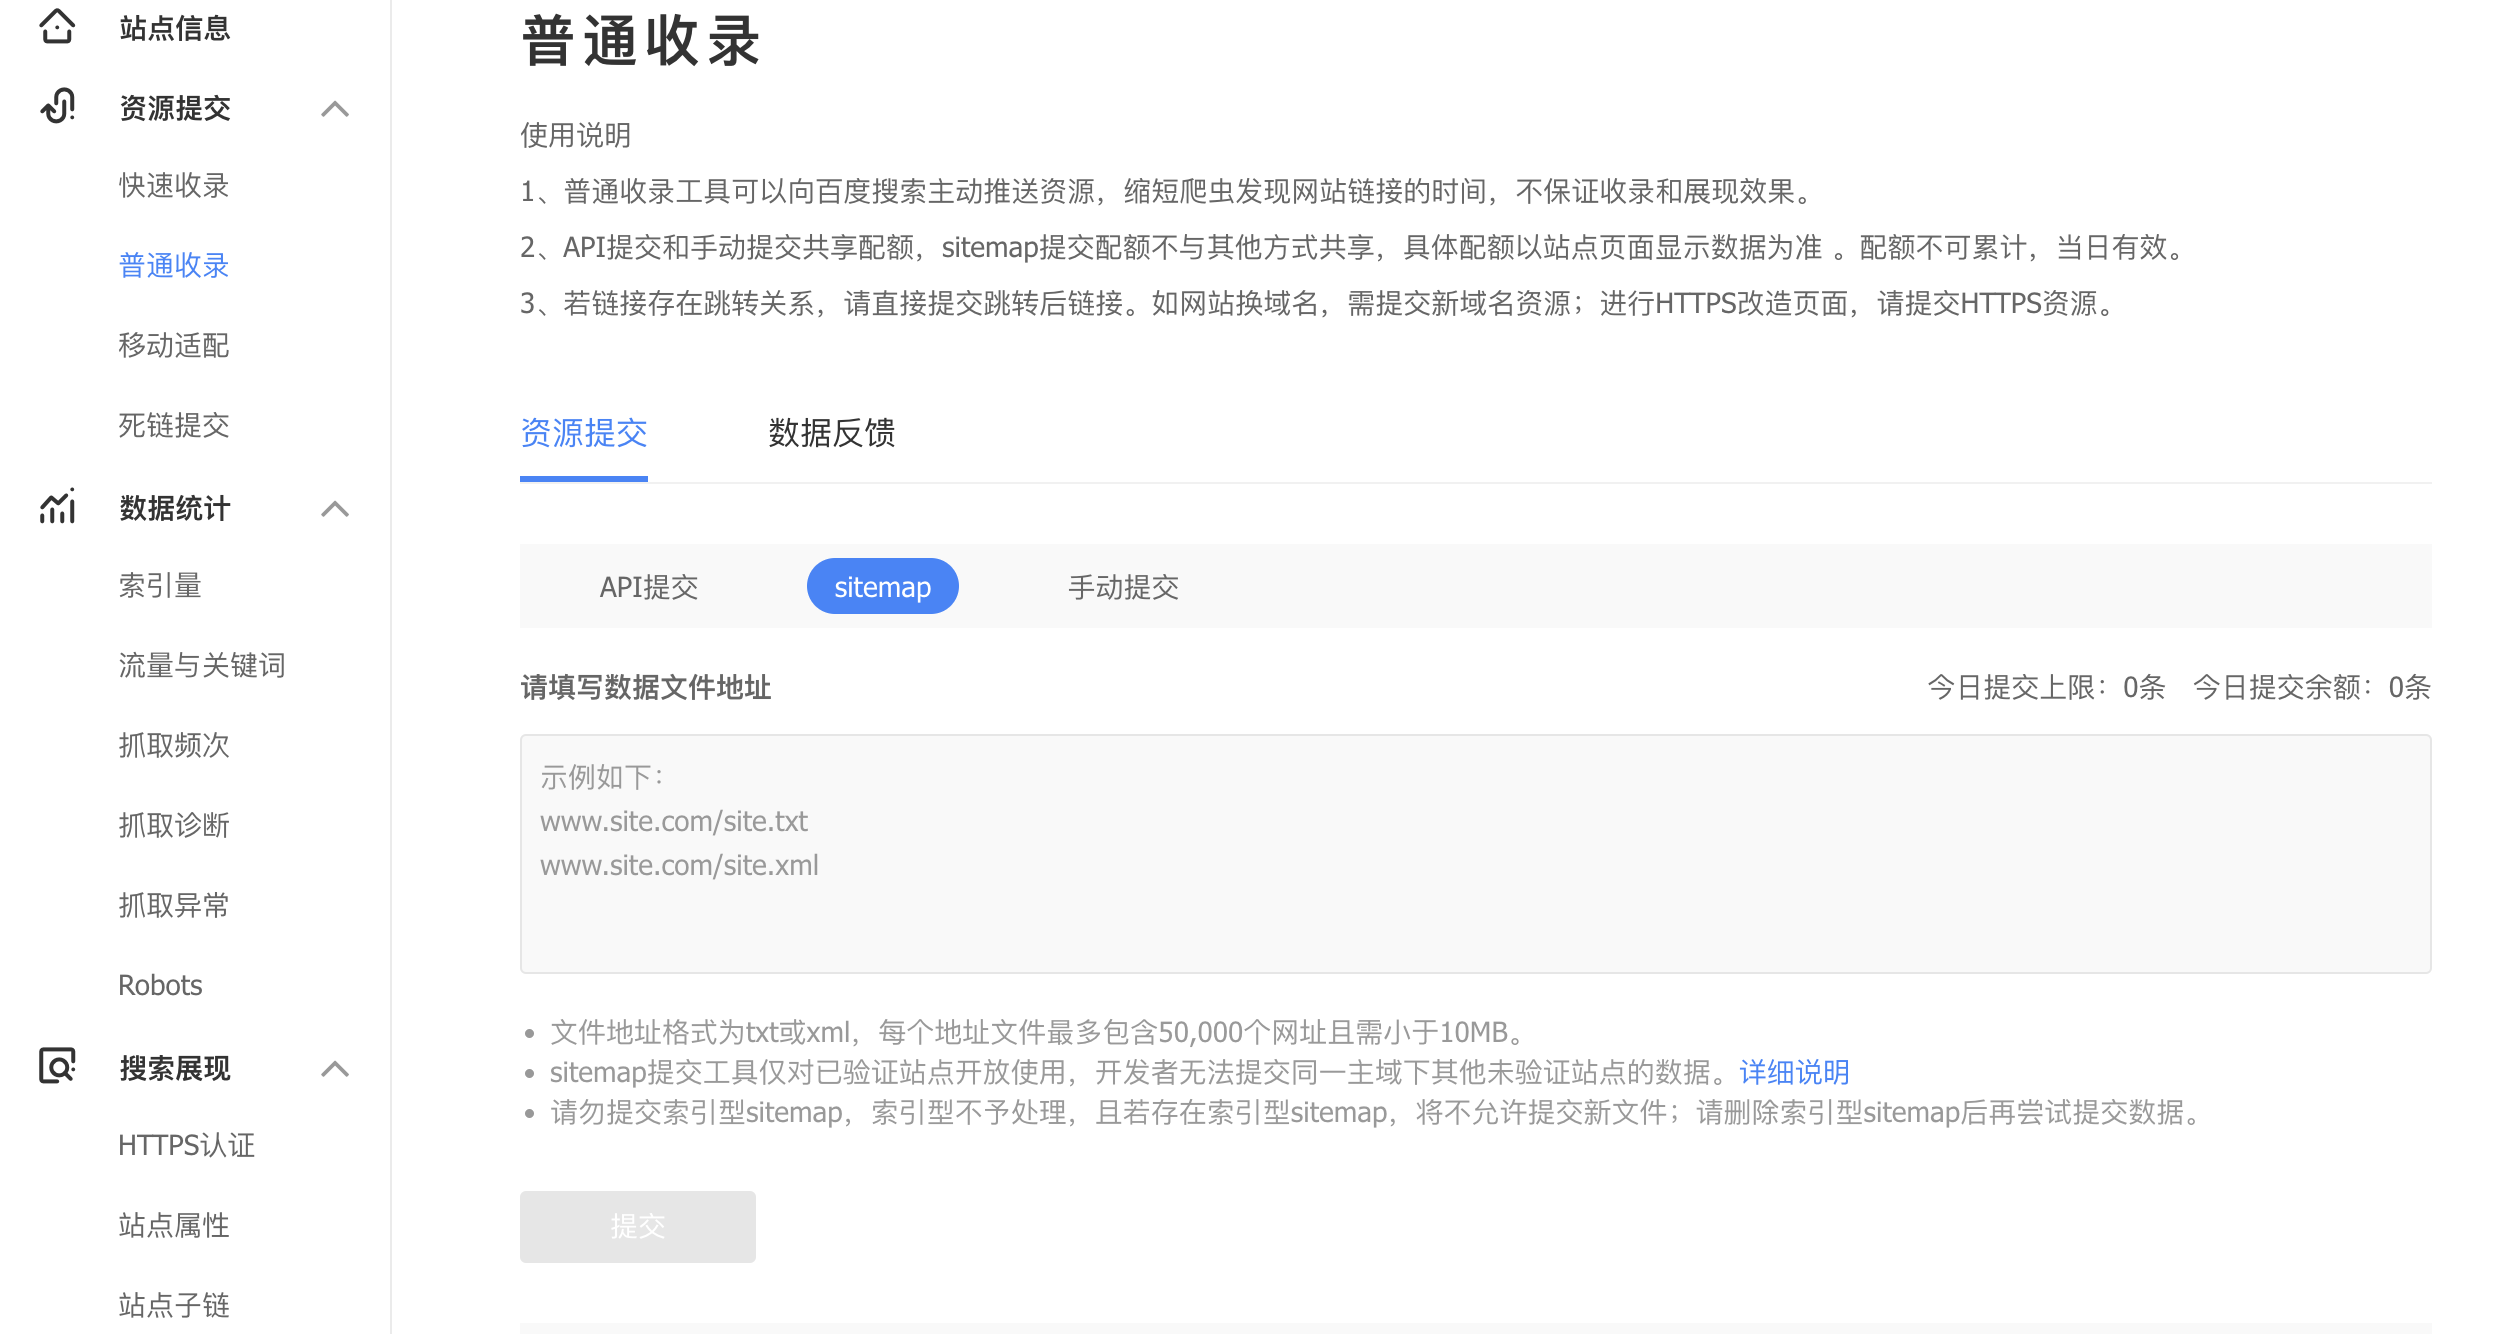 站点信息
资源提交
快速收录
普通收录
移动适配
死链提交
数据统计
索引量
流量与关键词
抓取频次
抓取诊断
抓取异常
Robots
搜索展现
HTTPS认证
站点属性
站点子链
普通收录
使用说明
1、普通收录工具可以向百度搜索主动推送资源，缩短爬虫发现网站链接的时间，不保证收录和展现效果。
2、API提交和手动提交共享配额，sitemap提交配额不与其他方式共享，具体配额以站点页面显示数据为准 。配额不可累计，当日有效。
3、若链接存在跳转关系，请直接提交跳转后链接。如网站换域名，需提交新域名资源；进行HTTPS改造页面，请提交HTTPS资源。
资源提交 数据反馈
API提交 sitemap 手动提交
请填写数据文件地址 今日提交上限：0条 今日提交余额：0条
示例如下：
www.site.com/site.txt
www.site.com/site.xml
• 文件地址格式为txt或xml，每个地址文件最多包含50,000个网址且需小于10MB。
• sitemap提交工具仅对已验证站点开放使用，开发者无法提交同一主域下其他未验证站点的数据。详细说明
• 请勿提交索引型sitemap，索引型不予处理，且若存在索引型sitemap，将不允许提交新文件；请删除索引型sitemap后再尝试提交数据。
提交